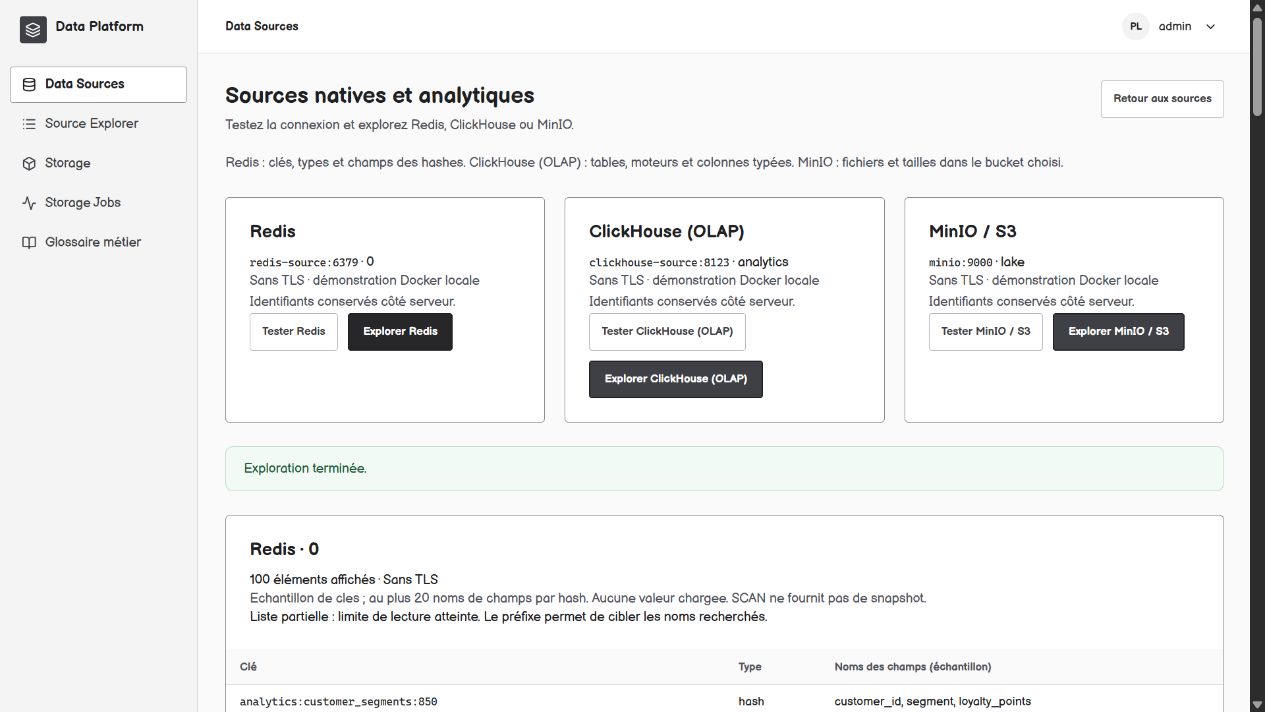 Data Platform
Data Sources
PL admin
Data Sources
Source Explorer
Storage
Storage Jobs
Glossaire métier
Sources natives et analytiques
Retour aux sources
Testez la connexion et explorez Redis, ClickHouse ou MinIO.
Redis : clés, types et champs des hashes. ClickHouse (OLAP) : tables, moteurs et colonnes typées. MinIO : fichiers et tailles dans le bucket choisi.
Redis
redis-source:6379 · 0
Sans TLS · démonstration Docker locale
Identifiants conservés côté serveur.
Tester Redis
Explorer Redis
ClickHouse (OLAP)
clickhouse-source:8123 · analytics
Sans TLS · démonstration Docker locale
Identifiants conservés côté serveur.
Tester ClickHouse (OLAP)
Explorer ClickHouse (OLAP)
MinIO / S3
minio:9000 · lake
Sans TLS · démonstration Docker locale
Identifiants conservés côté serveur.
Tester MinIO / S3
Explorer MinIO / S3
Exploration terminée.
Redis · 0
100 éléments affichés · Sans TLS
Echantillon de cles ; au plus 20 noms de champs par hash. Aucune valeur chargee. SCAN ne fournit pas de snapshot.
Liste partielle : limite de lecture atteinte. Le préfixe permet de cibler les noms recherchés.
Clé Type Noms des champs (échantillon)
analytics:customer_segments:850 hash customer_id, segment, loyalty_points